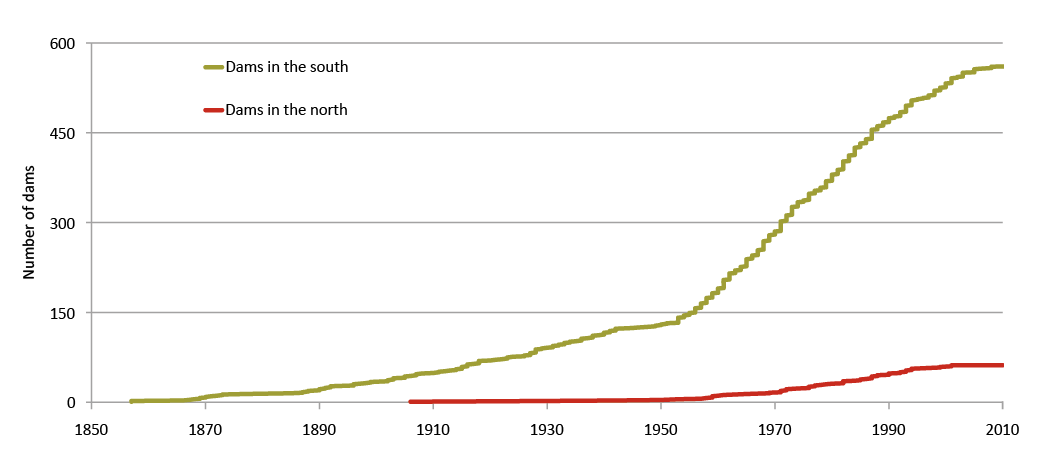 600
Dams in the south
Dams in the north
450
300
150
0
Number of dams
1850 1870 1890 1910 1930 1950 1970 1990 2010